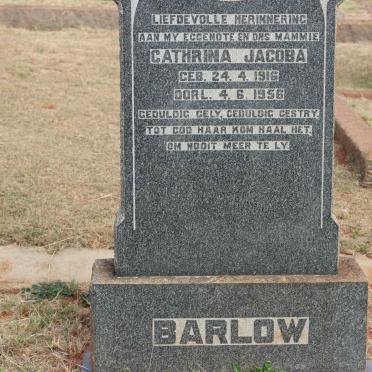 LIEFDEVOLLE HERINNERING
AAN MY EGGENOTE EN ONS MAMMIE
CATHRINA JACOBA
GEB. 24.4.1916
OORL. 4.6.1956
GEDULDIG GELY, GEDULDIG GESTRY,
TOT GOD HAAR KOM HAAL HET,
OM NOOIT MEER TE LY.
BARLOW